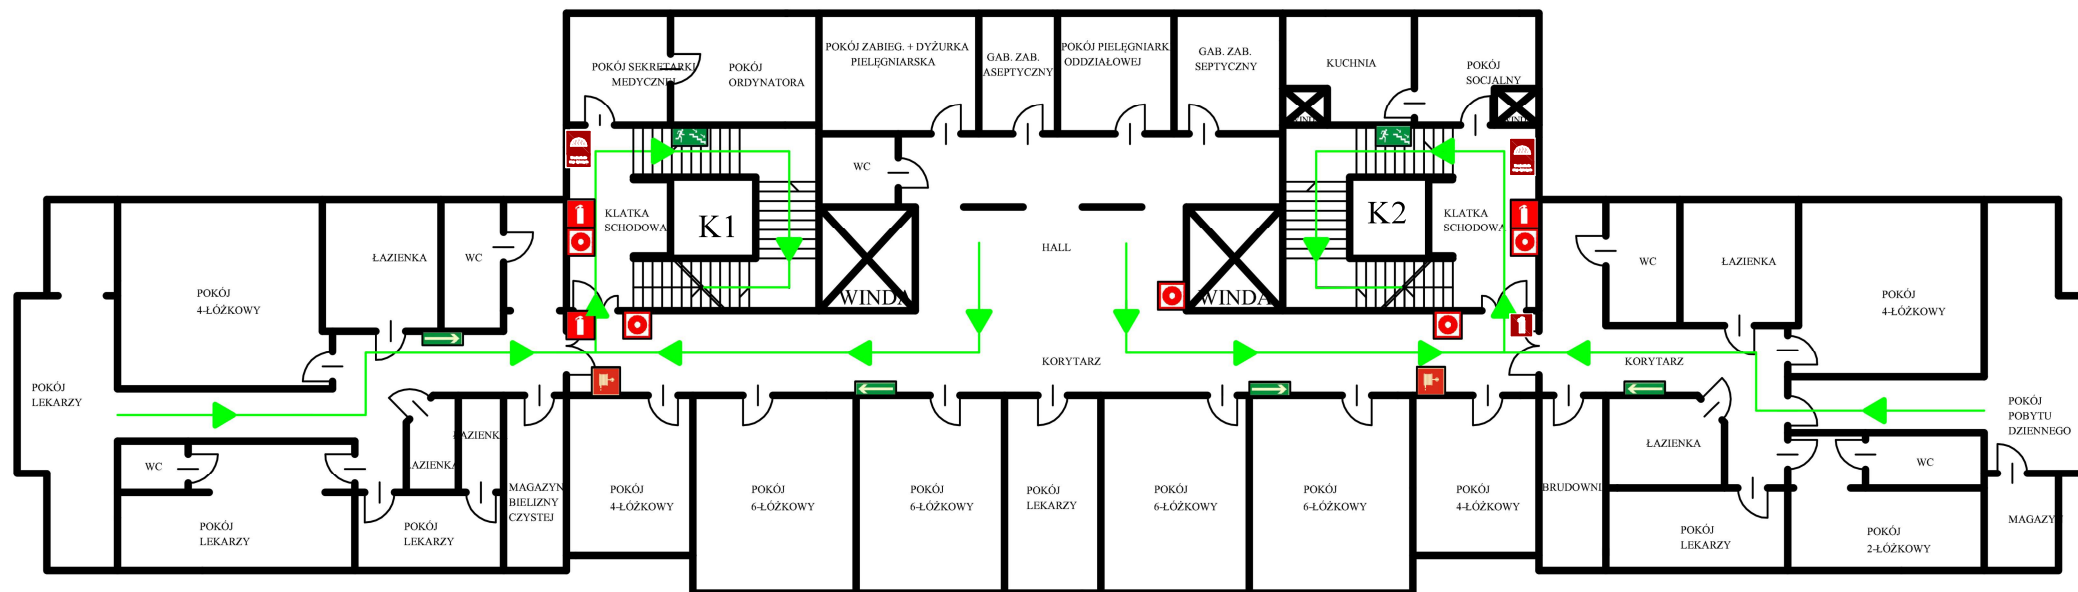 POKÓJ SEKRETARKI
MEDYCZNEJ
POKÓJ
ORDYNATORA
POKÓJ ZABIEG. + DYŻURKA
PIELĘGNIARSKA
GAB. ZAB.
ASEPTYCZNY
POKÓJ PIELĘGNIARK
ODDZIAŁOWEJ
GAB. ZAB.
SEPTYCZNY
KUCHNIA
POKÓJ
SOCJALNY
WC
KLATKA
SCHODOWA
K1
K2
KLATKA
SCHODOWA
HALL
WINDA
WINDA
ŁAZIENKA
WC
WC
ŁAZIENKA
POKÓJ
4-ŁÓŻKOWY
POKÓJ
4-ŁÓŻKOWY
KORYTARZ
KORYTARZ
POKÓJ
LEKARZY
POKÓJ
POBYTU
DZIENNEGO
ŁAZIENK
ŁAZIENKA
ŁAZIENKA
WC
WC
MAGAZYN
BIELIZNY
CZYSTEJ
POKÓJ
4-ŁÓŻKOWY
POKÓJ
6-ŁÓŻKOWY
POKÓJ
6-ŁÓŻKOWY
POKÓJ
LEKARZY
POKÓJ
6-ŁÓŻKOWY
POKÓJ
6-ŁÓŻKOWY
POKÓJ
4-ŁÓŻKOWY
BRUDOWNI
POKÓJ
LEKARZY
POKÓJ
LEKARZY
POKÓJ
LEKARZY
POKÓJ
2-ŁÓŻKOWY
MAGAZYN